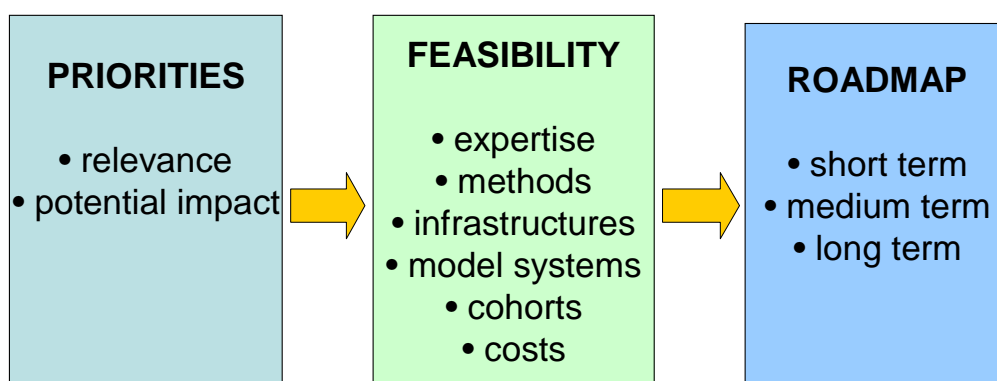 PRIORITIES
• relevance
• potential impact
FEASIBILITY
• expertise
• methods
• infrastructures
• model systems
• cohorts
• costs
ROADMAP
• short term
• medium term
• long term